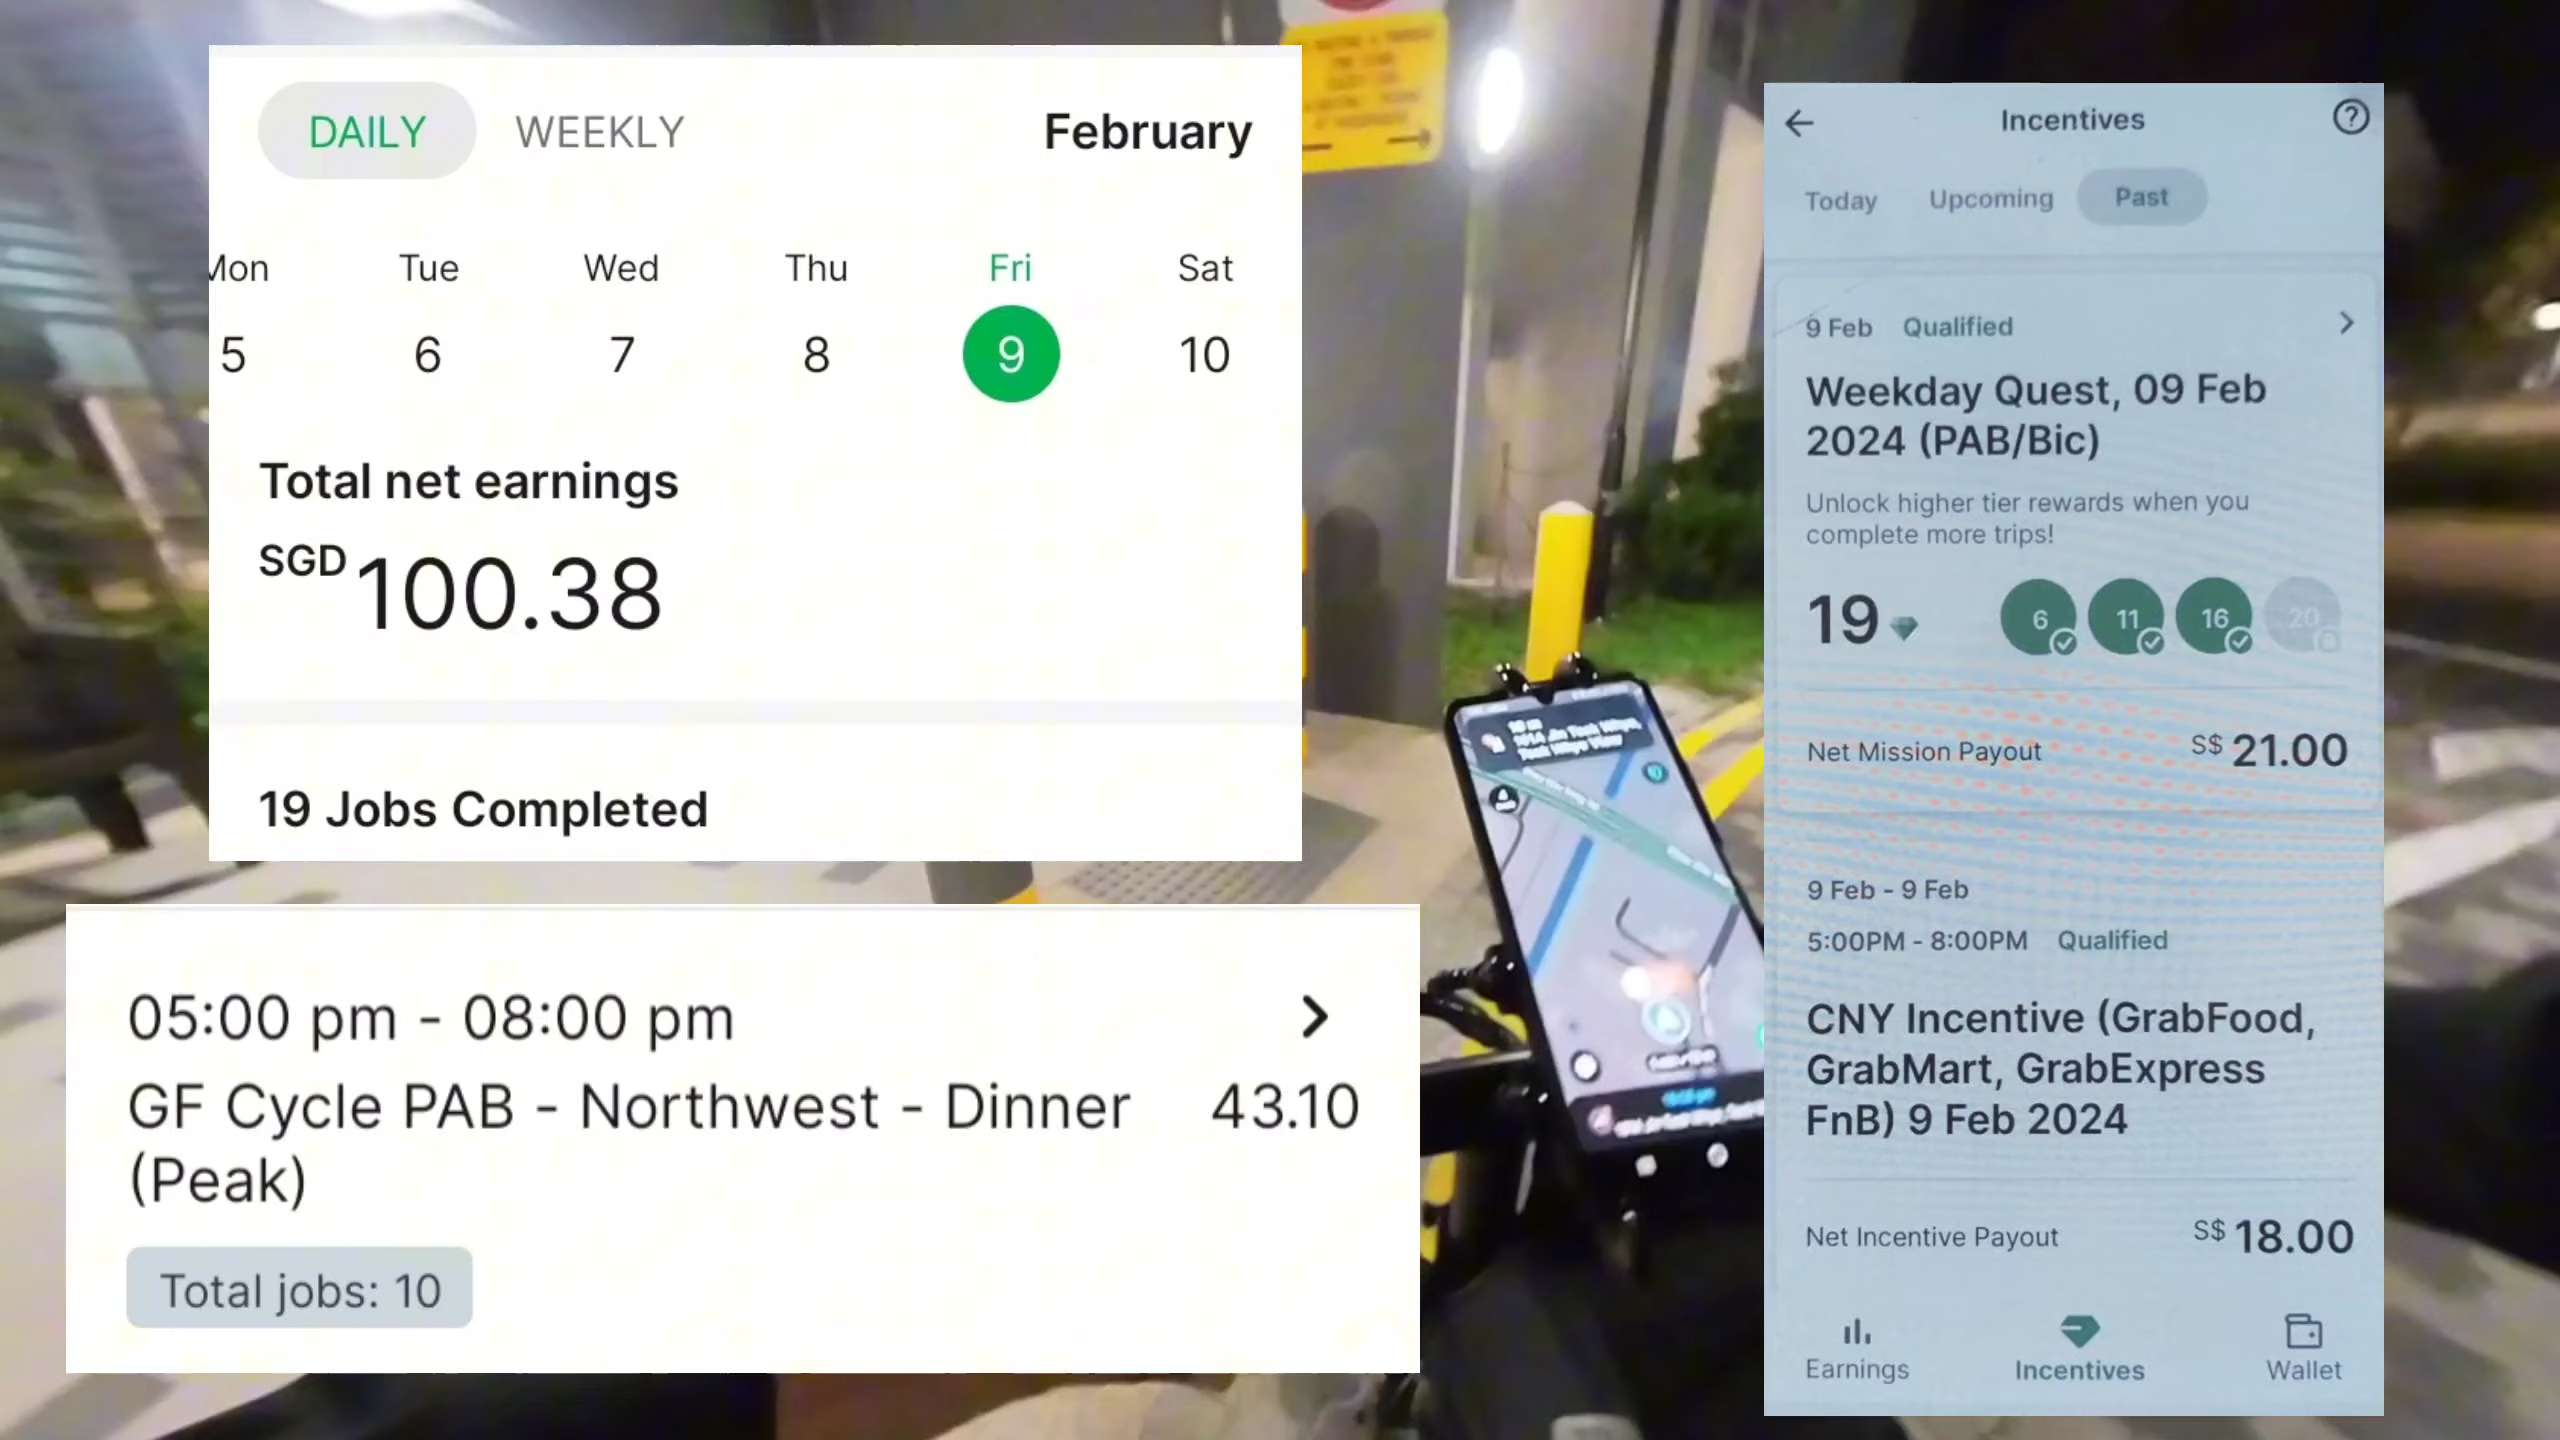 DAILY WEEKLY February
Mon Tue Wed Thu Fri Sat
5 6 7 8 9 10
Total net earnings
SGD 100.38
19 Jobs Completed
05:00 pm - 08:00 pm
GF Cycle PAB - Northwest - Dinner 43.10
(Peak)
Total jobs: 10
Incentives
Today Upcoming Past
9 Feb Qualified
Weekday Quest, 09 Feb
2024 (PAB/Bic)
Unlock higher tier rewards when you
complete more trips!
19 6 11 16 20
Net Mission Payout S$ 21.00
9 Feb - 9 Feb
5:00PM - 8:00PM Qualified
CNY Incentive (GrabFood,
GrabMart, GrabExpress
FnB) 9 Feb 2024
Net Incentive Payout S$ 18.00
Earnings Incentives Wallet